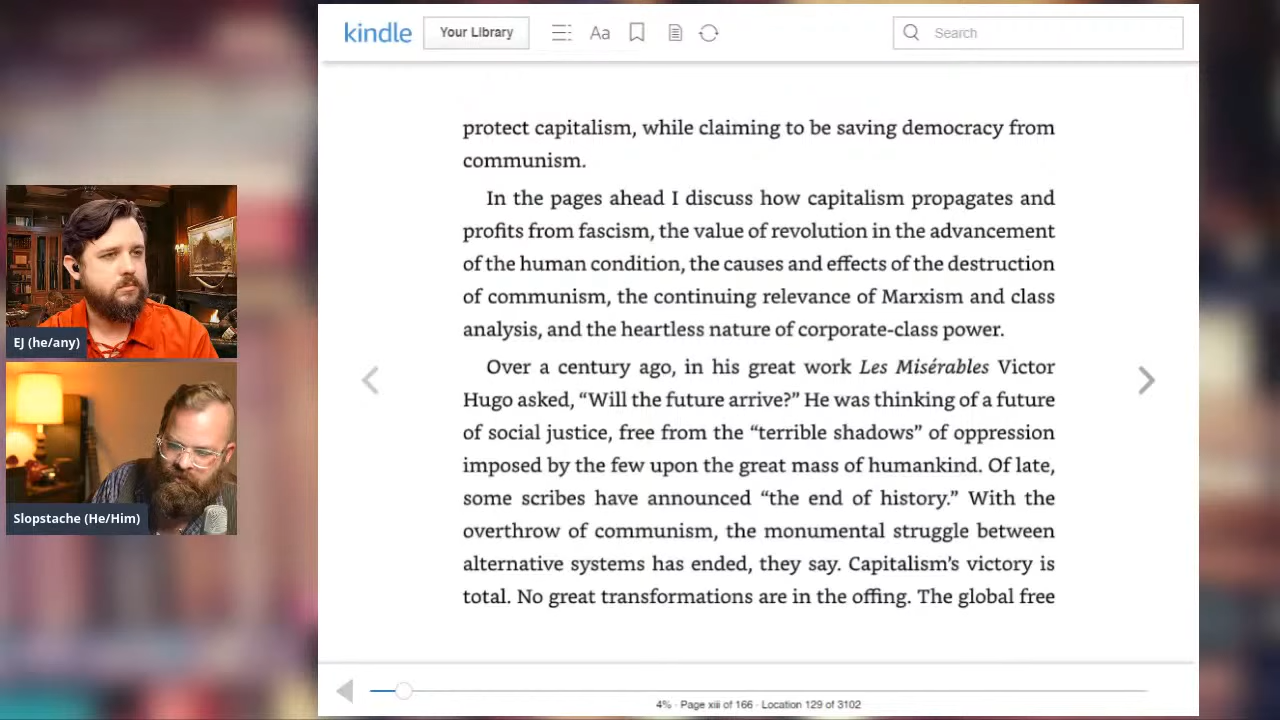 kindle
Your Library
Aa
Search
protect capitalism, while claiming to be saving democracy from
communism.
In the pages ahead I discuss how capitalism propagates and
profits from fascism, the value of revolution in the advancement
of the human condition, the causes and effects of the destruction
of communism, the continuing relevance of Marxism and class
analysis, and the heartless nature of corporate-class power.
Over a century ago, in his great work Les Misérables Victor
Hugo asked, “Will the future arrive?” He was thinking of a future
of social justice, free from the “terrible shadows” of oppression
imposed by the few upon the great mass of humankind. Of late,
some scribes have announced “the end of history.” With the
overthrow of communism, the monumental struggle between
alternative systems has ended, they say. Capitalism’s victory is
total. No great transformations are in the offing. The global free
4% · Page xiii of 166 · Location 129 of 3102
EJ (he/any)
Slopstache (He/Him)